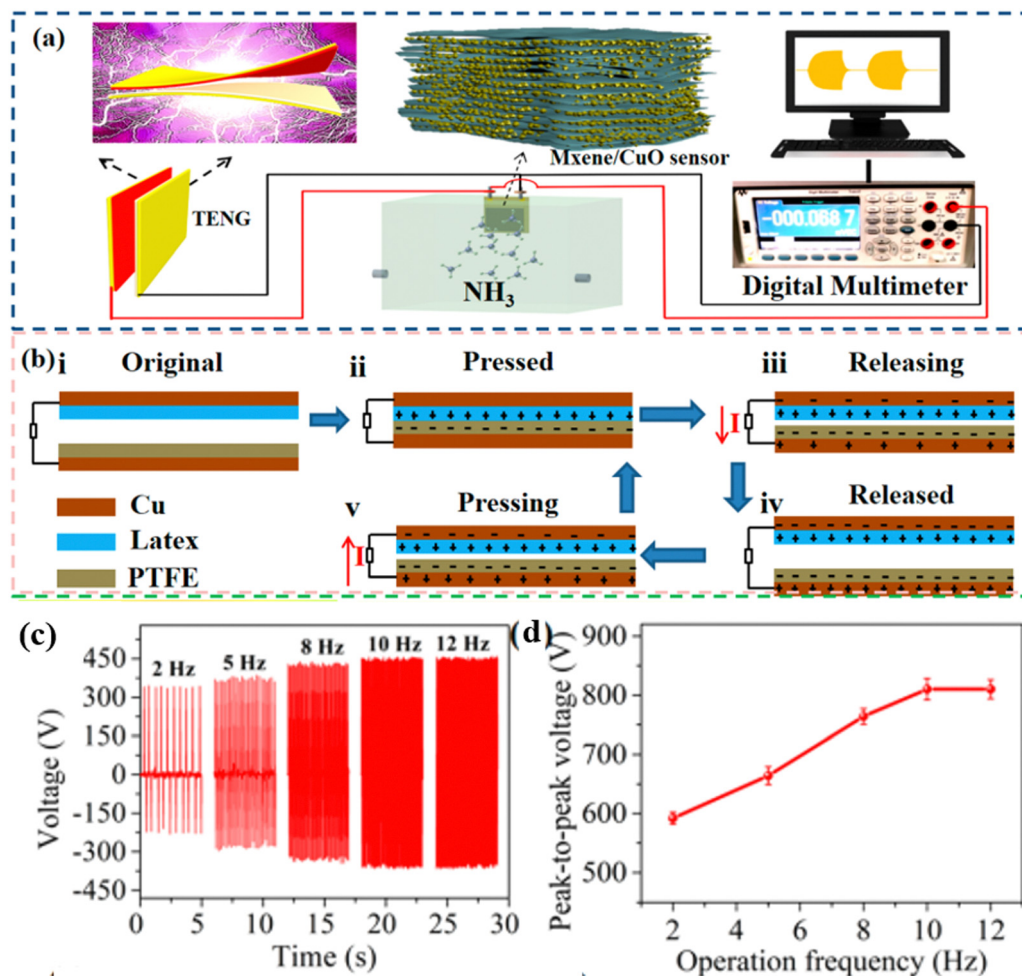 (a)
Mxene/CuO sensor
TENG
NH3
-000.068 7
Digital Multimeter
(b)
i
Original
ii
Pressed
iii
Releasing
I
iv
Released
v
Pressing
I
Cu
Latex
PTFE
(c)
Voltage (V)
450
300
150
0
-150
-300
-450
2 Hz
5 Hz
8 Hz
10 Hz
12 Hz
0
5
10
15
20
25
30
Time (s)
(d)
Peak-to-peak voltage (V)
900
800
700
600
500
2
4
6
8
10
12
Operation frequency (Hz)